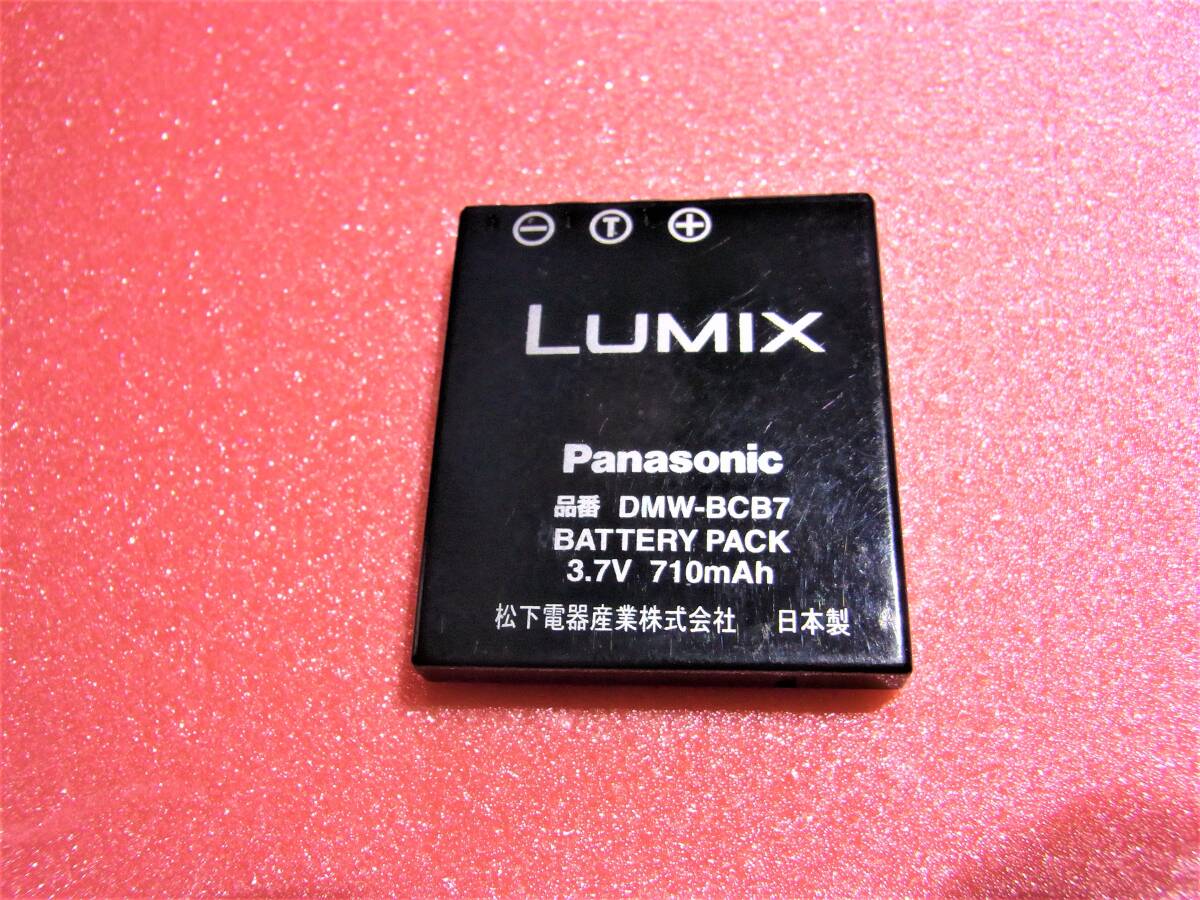 − T +
LUMIX
Panasonic
品番 DMW-BCB7
BATTERY PACK
3.7V 710mAh
松下電器産業株式会社 日本製